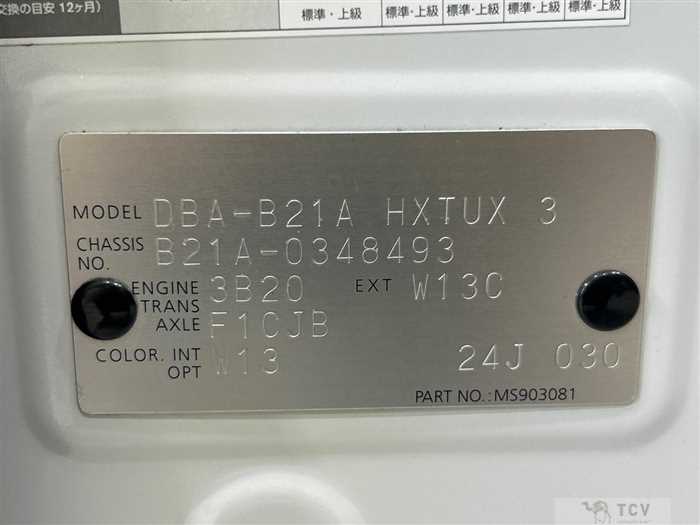 交換の目安 12ヶ月)
標準・上級 標準・上級 標準・上級 標準・上級 標準・上級
MODEL DBA-B21A HXTUX 3
CHASSIS NO. B21A-0348493
ENGINE 3B20 EXT W13C
TRANS AXLE F1CJB
COLOR. INT OPT W13 24J 030
PART NO.:MS903081
TCV